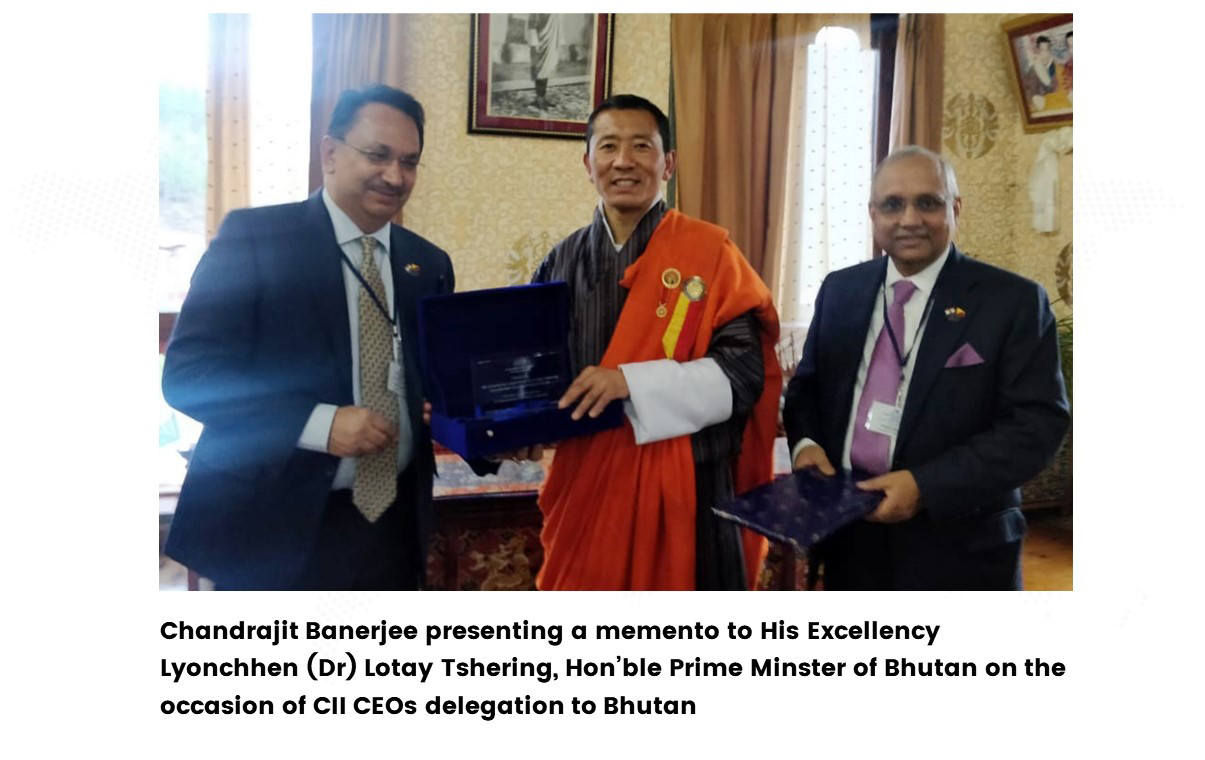 Chandrajit Banerjee presenting a memento to His Excellency
Lyonchhen (Dr) Lotay Tshering, Hon’ble Prime Minster of Bhutan on the
occasion of CII CEOs delegation to Bhutan